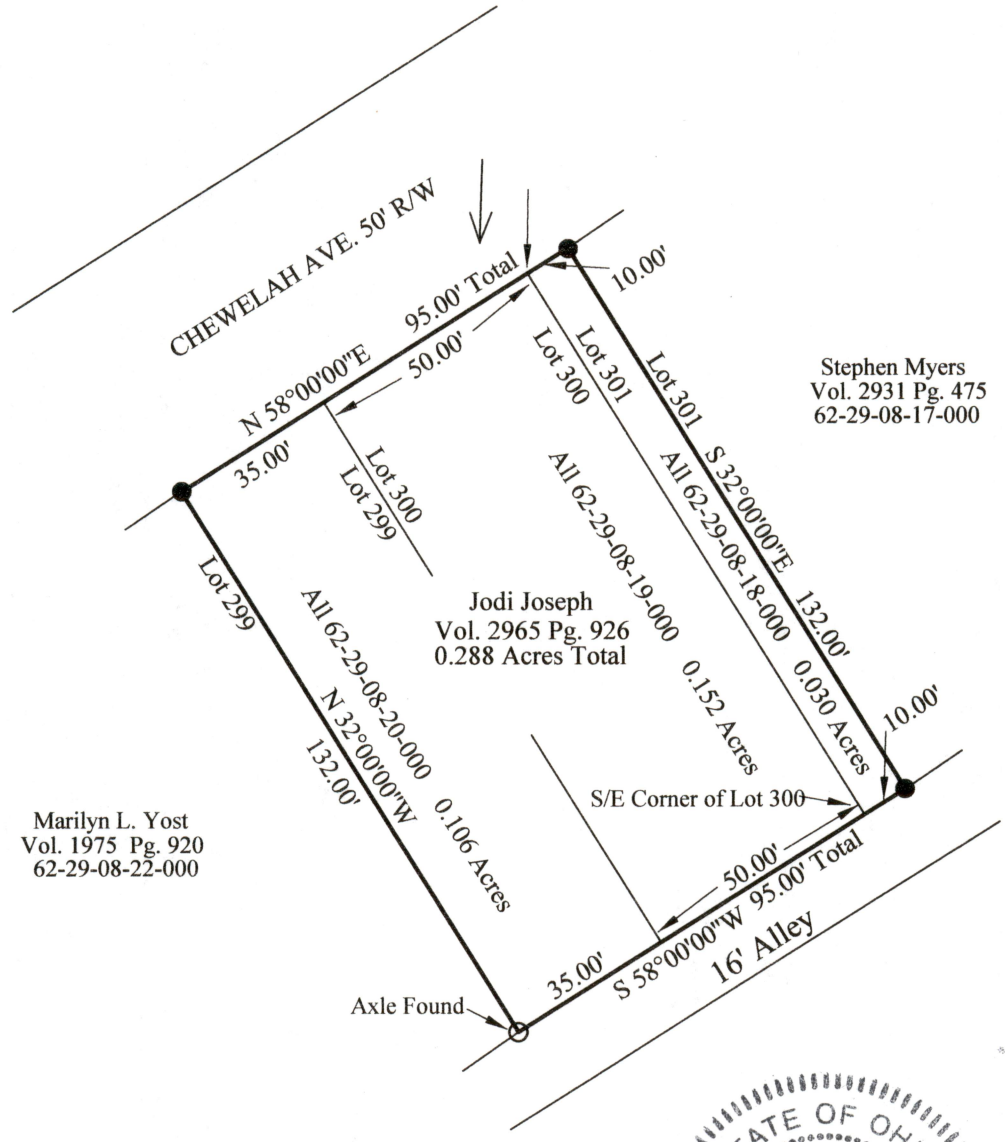 CHEWELAH AVE. 50' R/W
N 58°00'00"E
95.00' Total
35.00'
50.00'
10.00'
Lot 300
Lot 299
Lot 300
Lot 301
Lot 301
S 32°00'00"E
132.00'
Stephen Myers
Vol. 2931 Pg. 475
62-29-08-17-000
Lot 299
N 32°00'00"W
132.00'
All 62-29-08-20-000 0.106 Acres
Jodi Joseph
Vol. 2965 Pg. 926
0.288 Acres Total
All 62-29-08-19-000 0.152 Acres
All 62-29-08-18-000 0.030 Acres
10.00'
S/E Corner of Lot 300
Marilyn L. Yost
Vol. 1975 Pg. 920
62-29-08-22-000
50.00'
35.00'
S 58°00'00"W 95.00' Total
16' Alley
Axle Found
OF